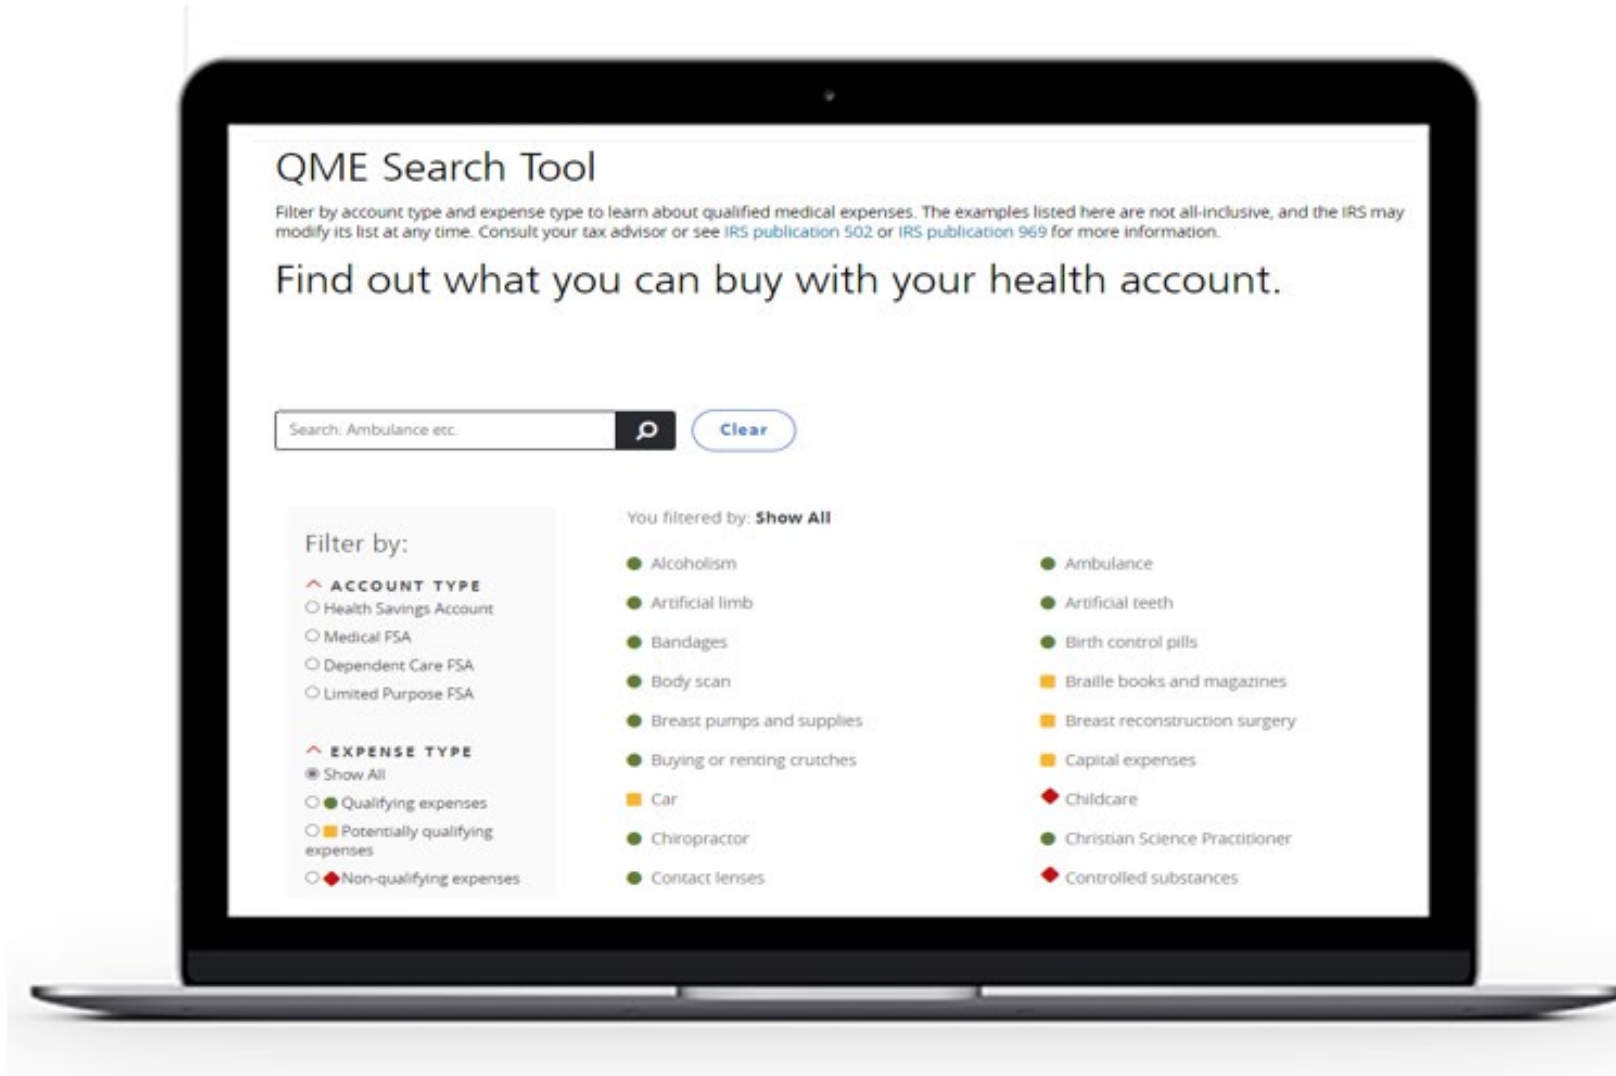 QME Search Tool
Filter by account type and expense type to learn about qualified medical expenses. The examples listed here are not all-inclusive, and the IRS may
modify its list at any time. Consult your tax advisor or see IRS publication 502 or IRS publication 969 for more information.
Find out what you can buy with your health account.
Search: Ambulance etc.
Clear
Filter by:
ACCOUNT TYPE
Health Savings Account
Medical FSA
Dependent Care FSA
Limited Purpose FSA
EXPENSE TYPE
Show All
Qualifying expenses
Potentially qualifying
expenses
Non-qualifying expenses
You filtered by: Show All
Alcoholism
Ambulance
Artificial limb
Artificial teeth
Bandages
Birth control pills
Body scan
Braille books and magazines
Breast pumps and supplies
Breast reconstruction surgery
Buying or renting crutches
Capital expenses
Car
Childcare
Chiropractor
Christian Science Practitioner
Contact lenses
Controlled substances